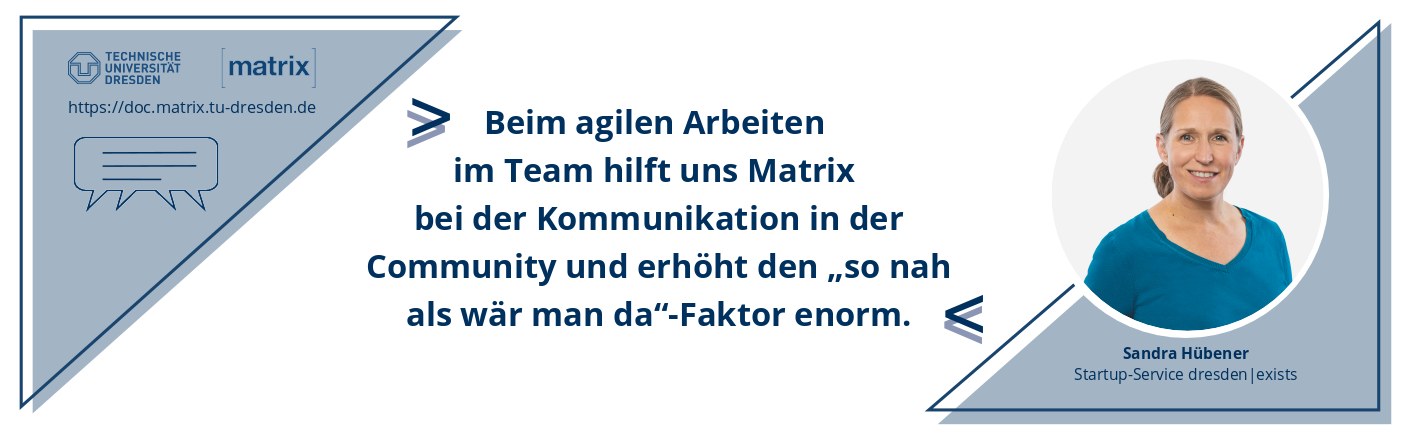 TECHNISCHE
UNIVERSITÄT
DRESDEN
[matrix]
https://doc.matrix.tu-dresden.de
Beim agilen Arbeiten
im Team hilft uns Matrix
bei der Kommunikation in der
Community und erhöht den „so nah
als wär man da“-Faktor enorm.
Sandra Hübener
Startup-Service dresden|exists